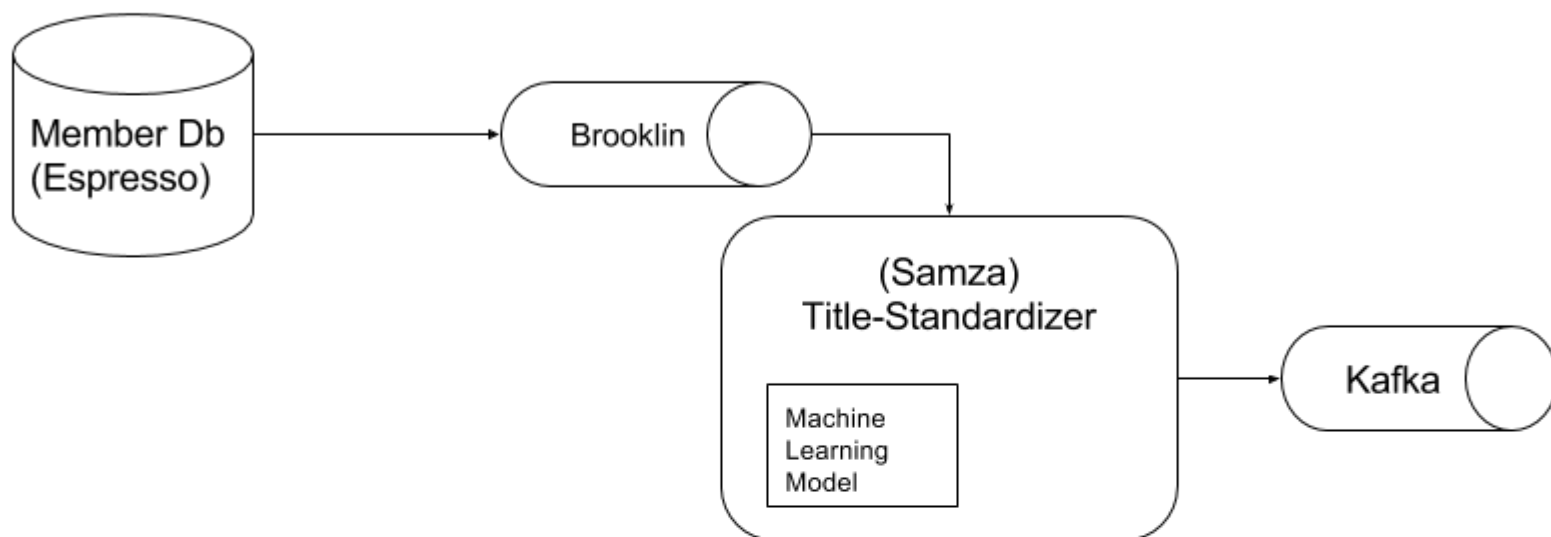 Member Db
(Espresso)
Brooklin
(Samza)
Title-Standardizer
Machine
Learning
Model
Kafka